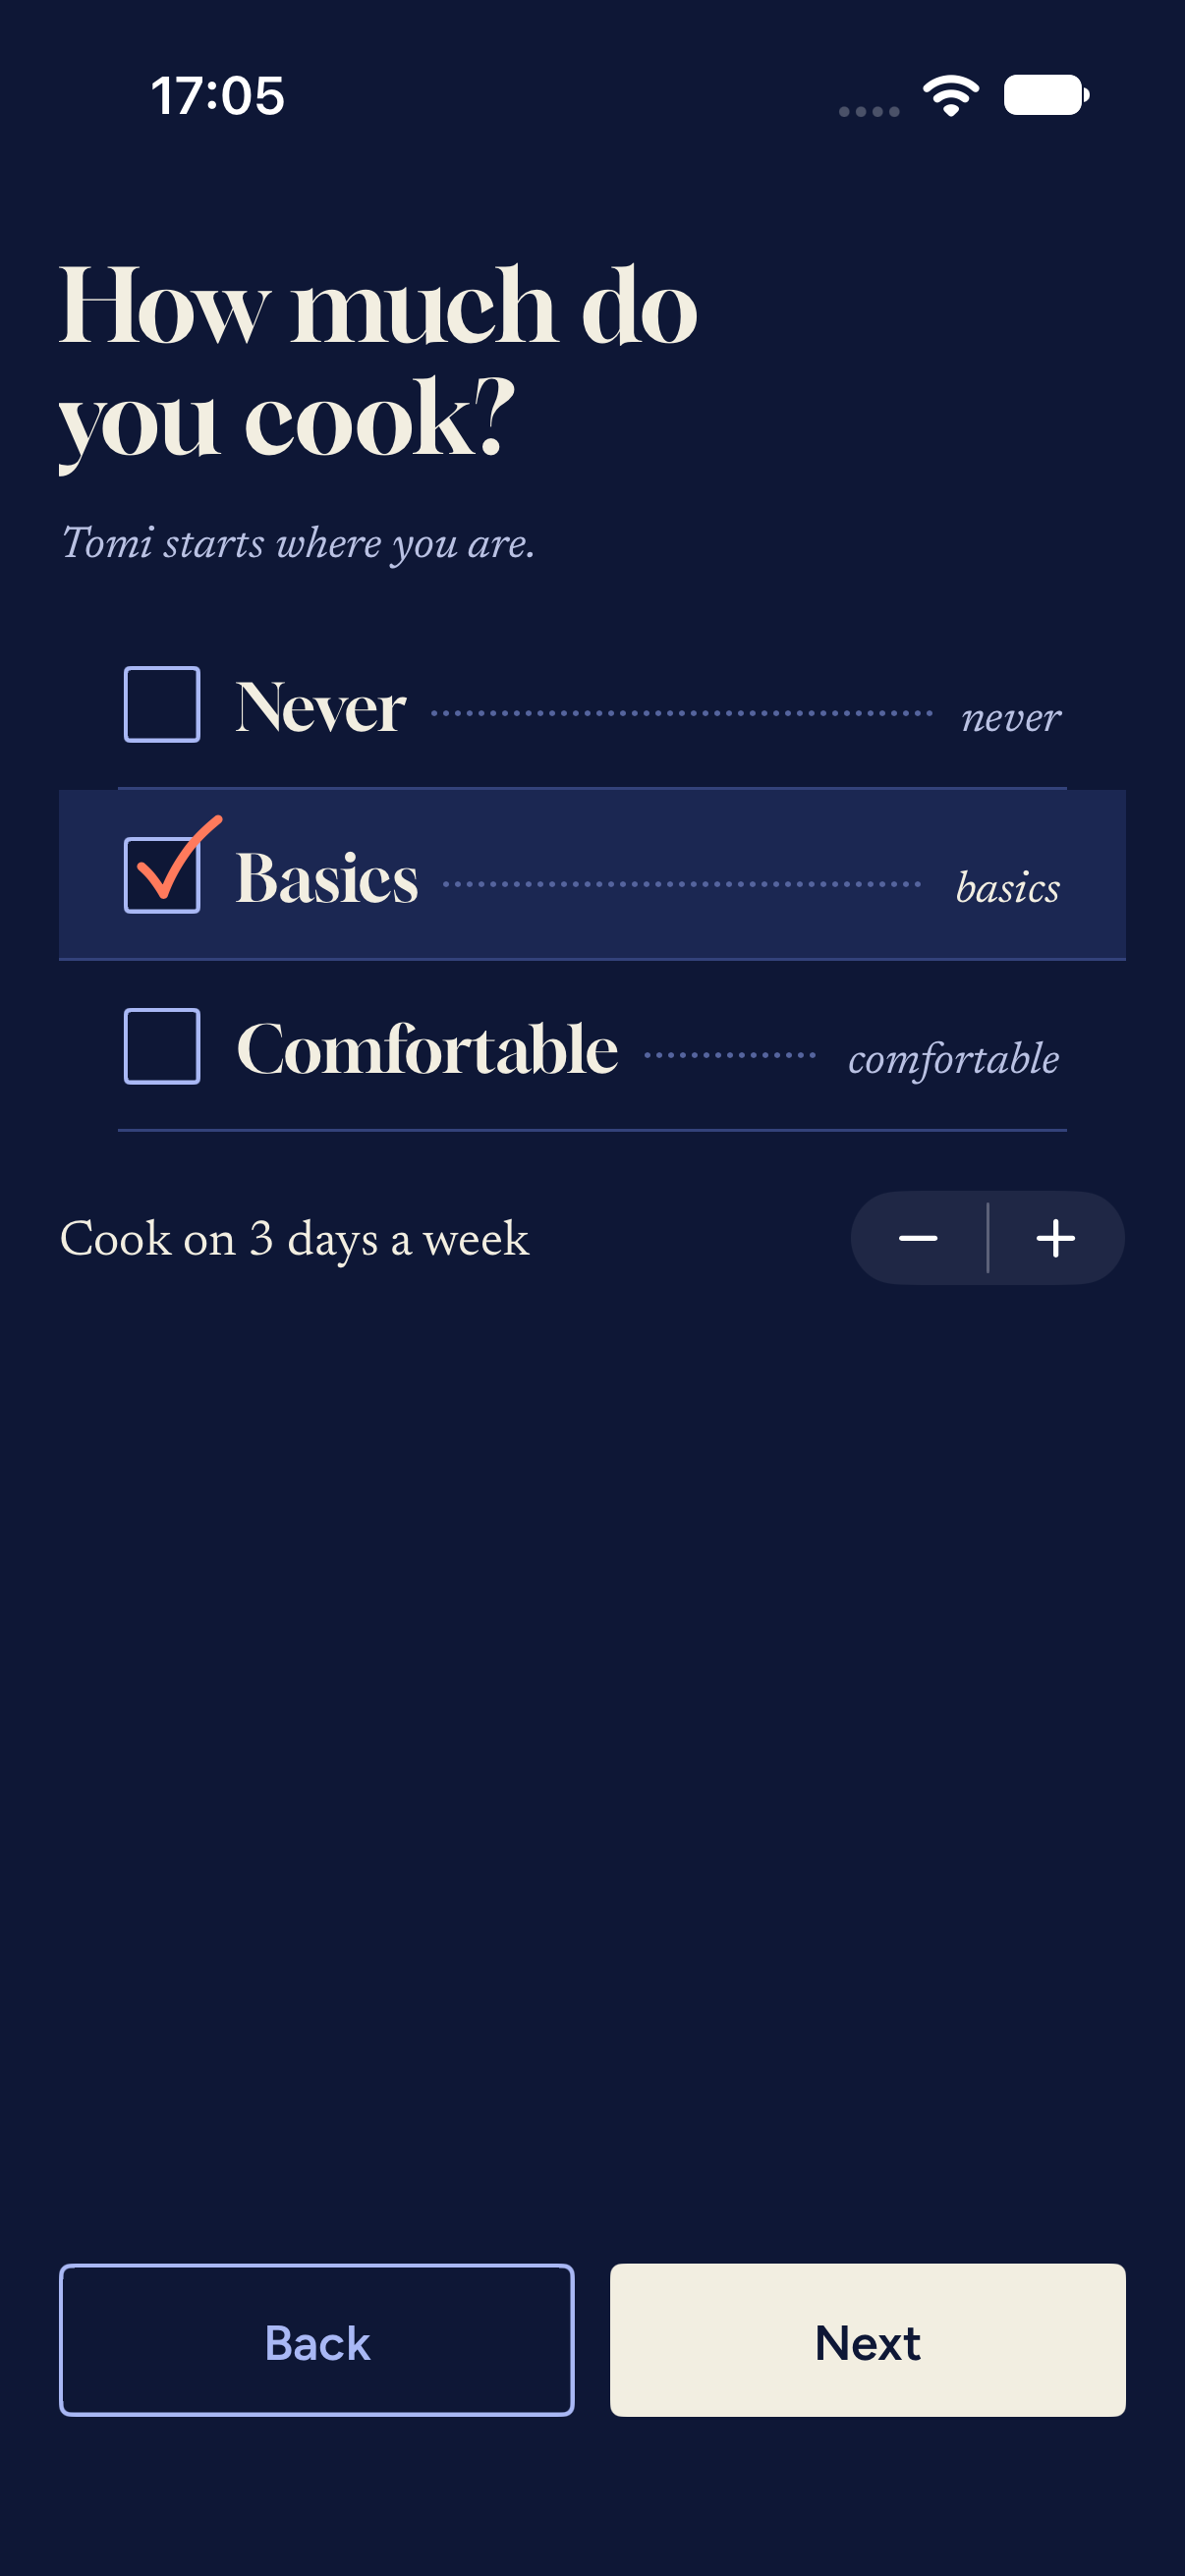 17:05
How much do
you cook?
Tomi starts where you are.
Never never
Basics basics
Comfortable comfortable
Cook on 3 days a week
Back Next